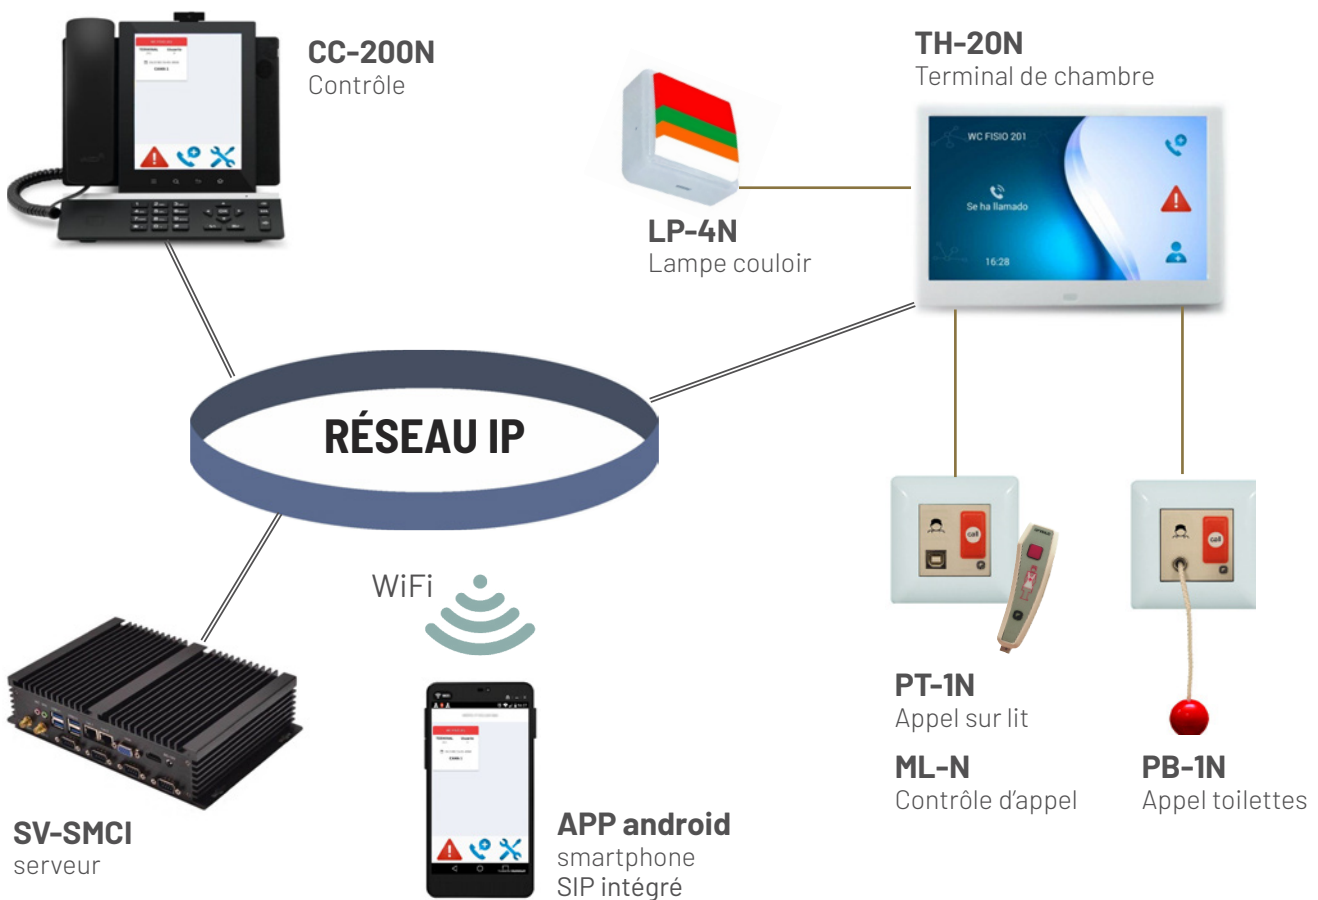 CC-200N
Contrôle
TH-20N
Terminal de chambre
WC FISIO 201
Se ha llamado
16:28
LP-4N
Lampe couloir
RÉSEAU IP
WiFi
call
call
PT-1N
Appel sur lit
ML-N
Contrôle d'appel
PB-1N
Appel toilettes
SV-SMCI
serveur
APP android
smartphone
SIP intégré